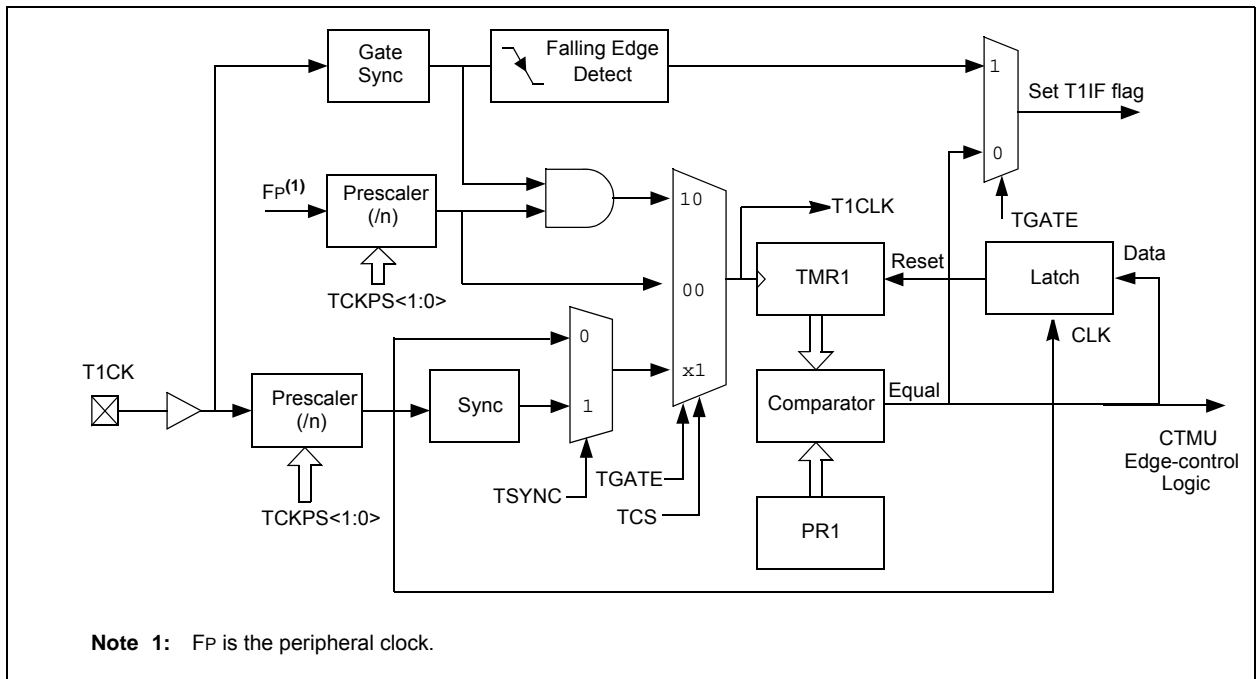 Gate
Sync
Falling Edge
Detect
1
Set T1IF flag
0
TGATE
FP(1)
Prescaler
(/n)
TCKPS<1:0>
10
00
x1
T1CLK
TMR1
Reset
Latch
Data
CLK
T1CK
Prescaler
(/n)
TCKPS<1:0>
Sync
0
1
TSYNC
TGATE
TCS
Comparator
Equal
PR1
CTMU
Edge-control
Logic
Note 1: FP is the peripheral clock.